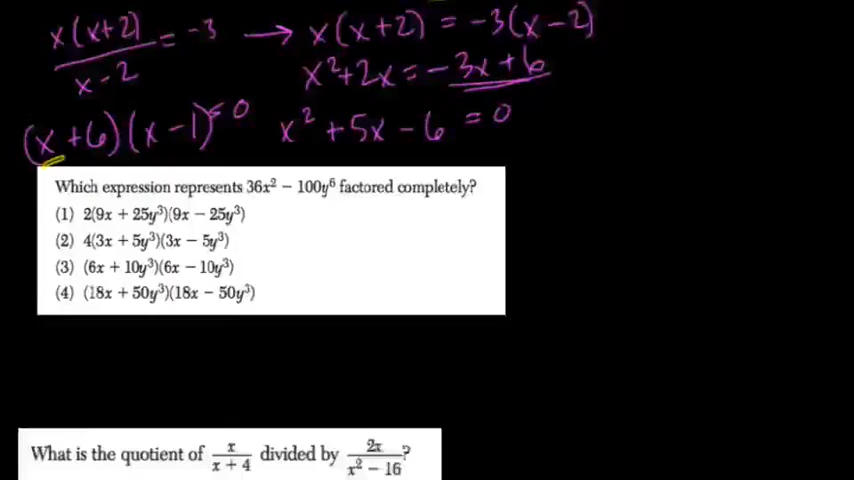 x(x+2)/x-2 = -3 → x(x+2) = -3(x-2)
x²+2x = -3x+6
(x+6)(x-1)=0 x²+5x-6=0
Which expression represents 36x² − 100y⁶ factored completely?
(1) 2(9x + 25y³)(9x − 25y³)
(2) 4(3x + 5y³)(3x − 5y³)
(3) (6x + 10y³)(6x − 10y³)
(4) (18x + 50y³)(18x − 50y³)
What is the quotient of x/x + 4 divided by 2x/x² − 16?